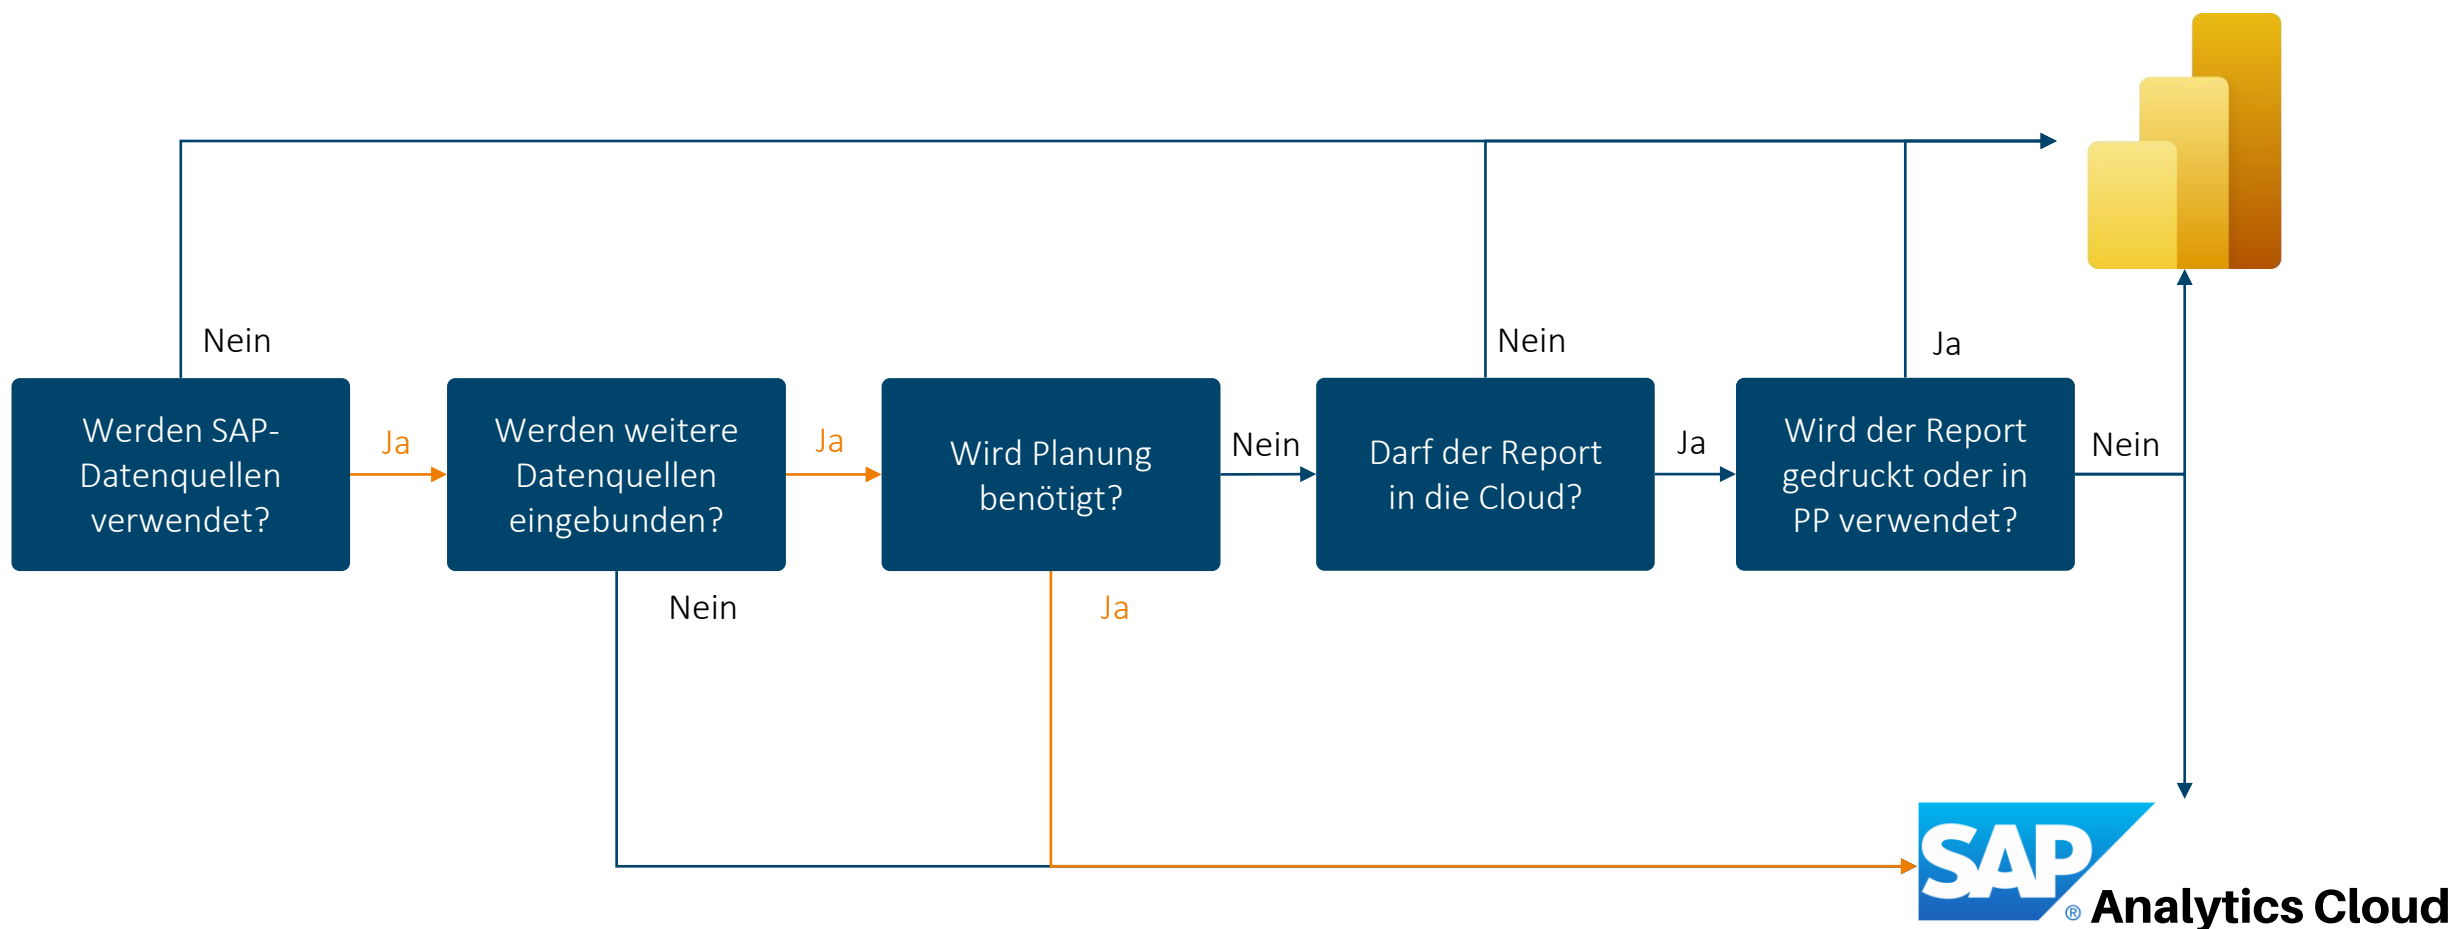 Nein
Nein
Ja
Werden SAP-
Datenquellen
verwendet?
Ja
Werden weitere
Datenquellen
eingebunden?
Ja
Wird Planung
benötigt?
Nein
Darf der Report
in die Cloud?
Ja
Wird der Report
gedruckt oder in
PP verwendet?
Nein
Nein
Ja
SAP
® Analytics Cloud